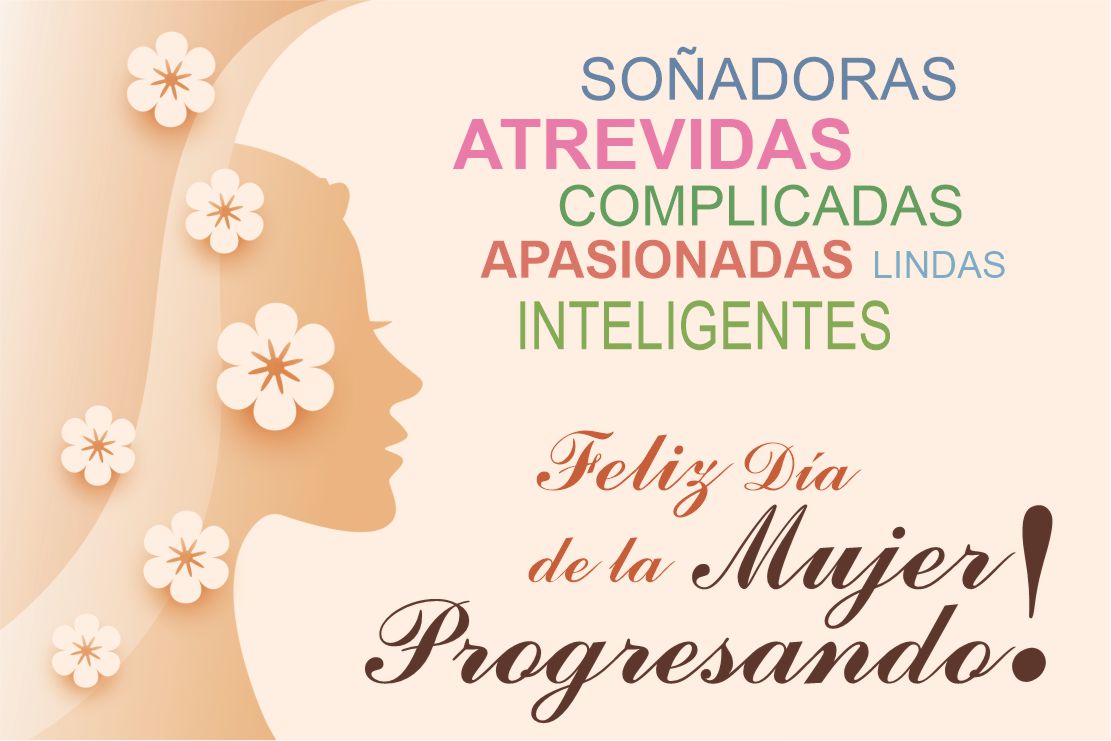 SOÑADORAS
ATREVIDAS
COMPLICADAS
APASIONADAS LINDAS
INTELIGENTES
Feliz Día
de la Mujer
Progresando!